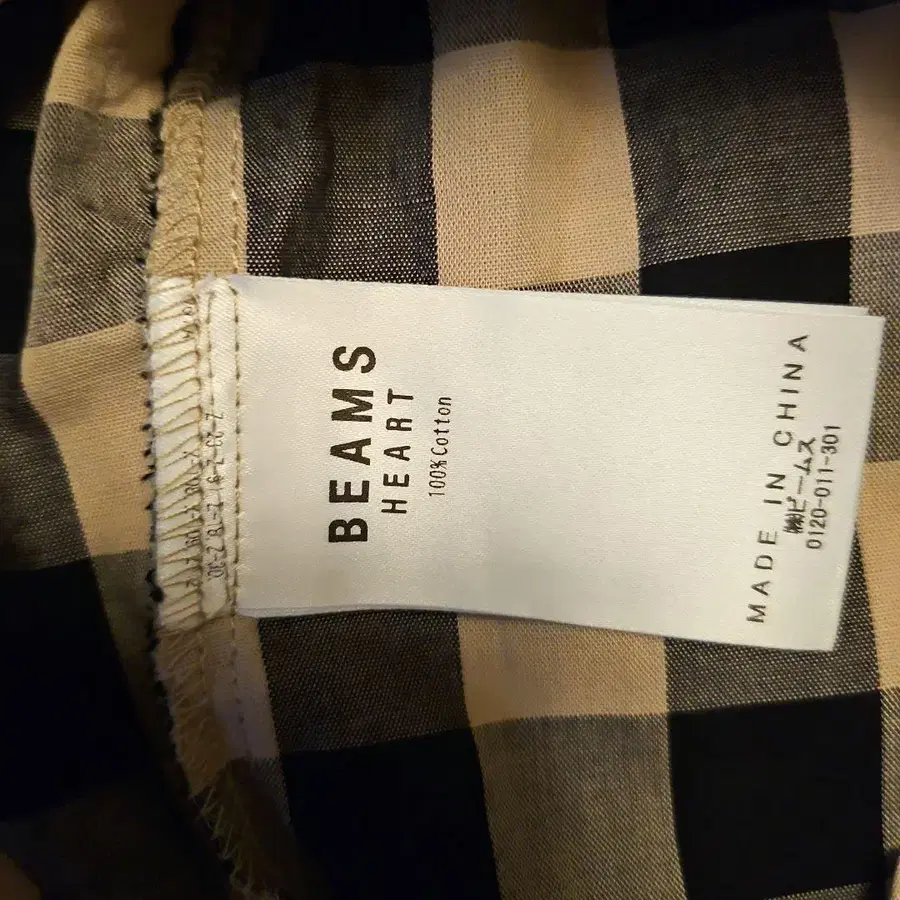 BEAMS
HEART
100%Cotton
MADE IN CHINA
㈱ビームス
0120-011-301